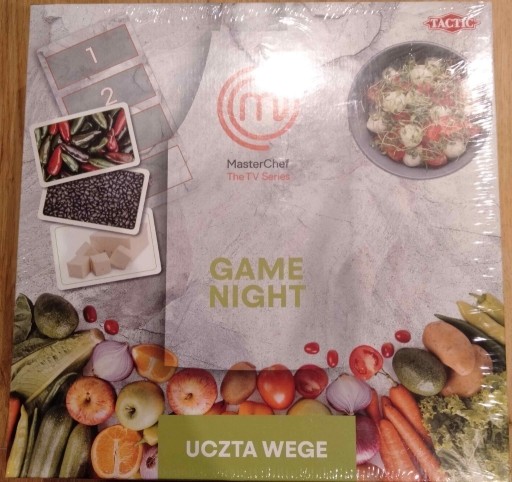 TACTIC
1
2
MasterChef
The TV Series
GAME
NIGHT
UCZTA WEGE